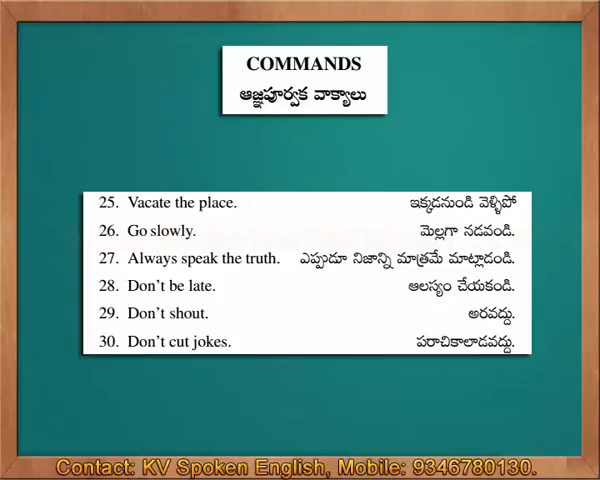 COMMANDS
ఆజ్ఞపూర్వక వాక్యాలు
25. Vacate the place. ఇక్కడనుండి వెళ్ళిపో
26. Go slowly. మెల్లగా నడవండి.
27. Always speak the truth. ఎప్పుడూ నిజాన్ని మాత్రమే మాట్లాడండి.
28. Don't be late. ఆలస్యం చేయకండి.
29. Don't shout. అరవద్దు.
30. Don't cut jokes. పరాచికాలాడవద్దు.
Contact: KV Spoken English, Mobile: 9346780130.